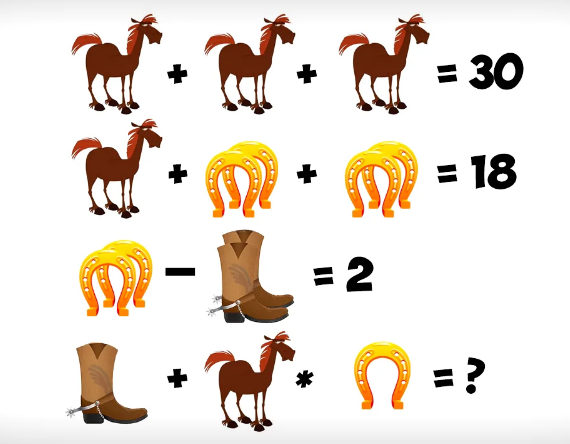 + + = 30
+ + = 18
− = 2
+ * = ?